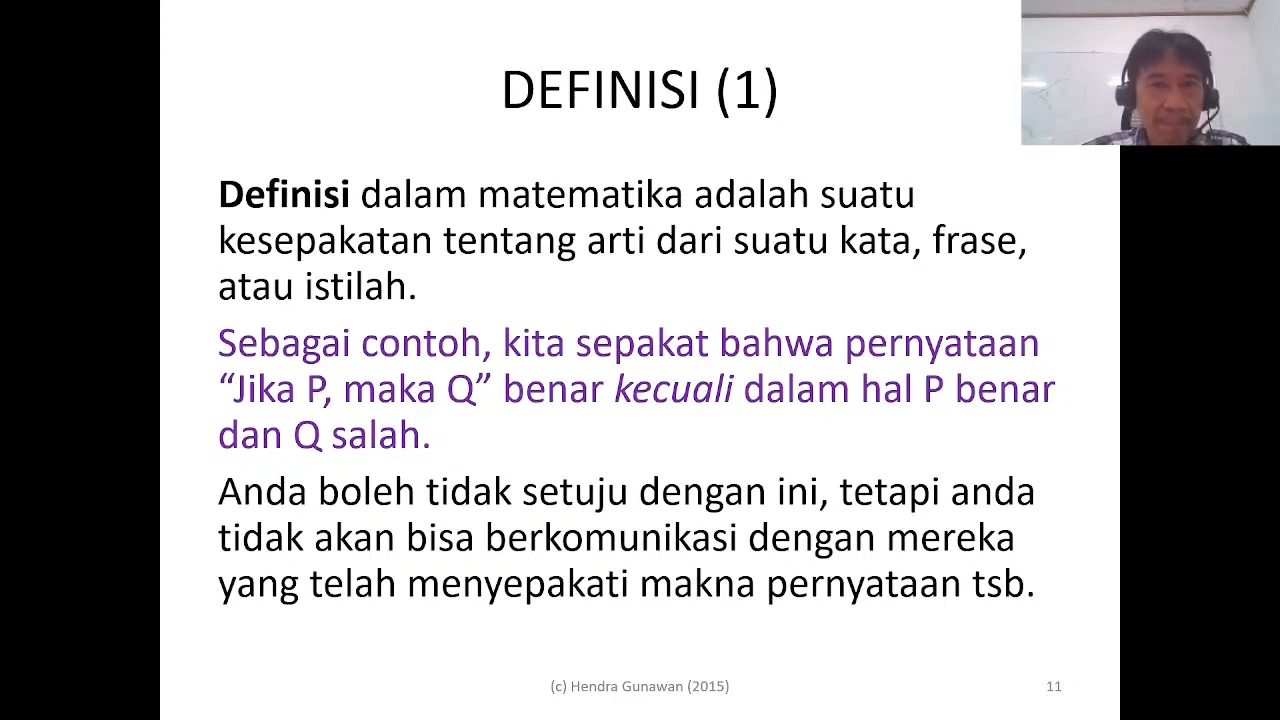 DEFINISI (1)
Definisi dalam matematika adalah suatu
kesepakatan tentang arti dari suatu kata, frase,
atau istilah.
Sebagai contoh, kita sepakat bahwa pernyataan
“Jika P, maka Q” benar kecuali dalam hal P benar
dan Q salah.
Anda boleh tidak setuju dengan ini, tetapi anda
tidak akan bisa berkomunikasi dengan mereka
yang telah menyepakati makna pernyataan tsb.
(c) Hendra Gunawan (2015)
11